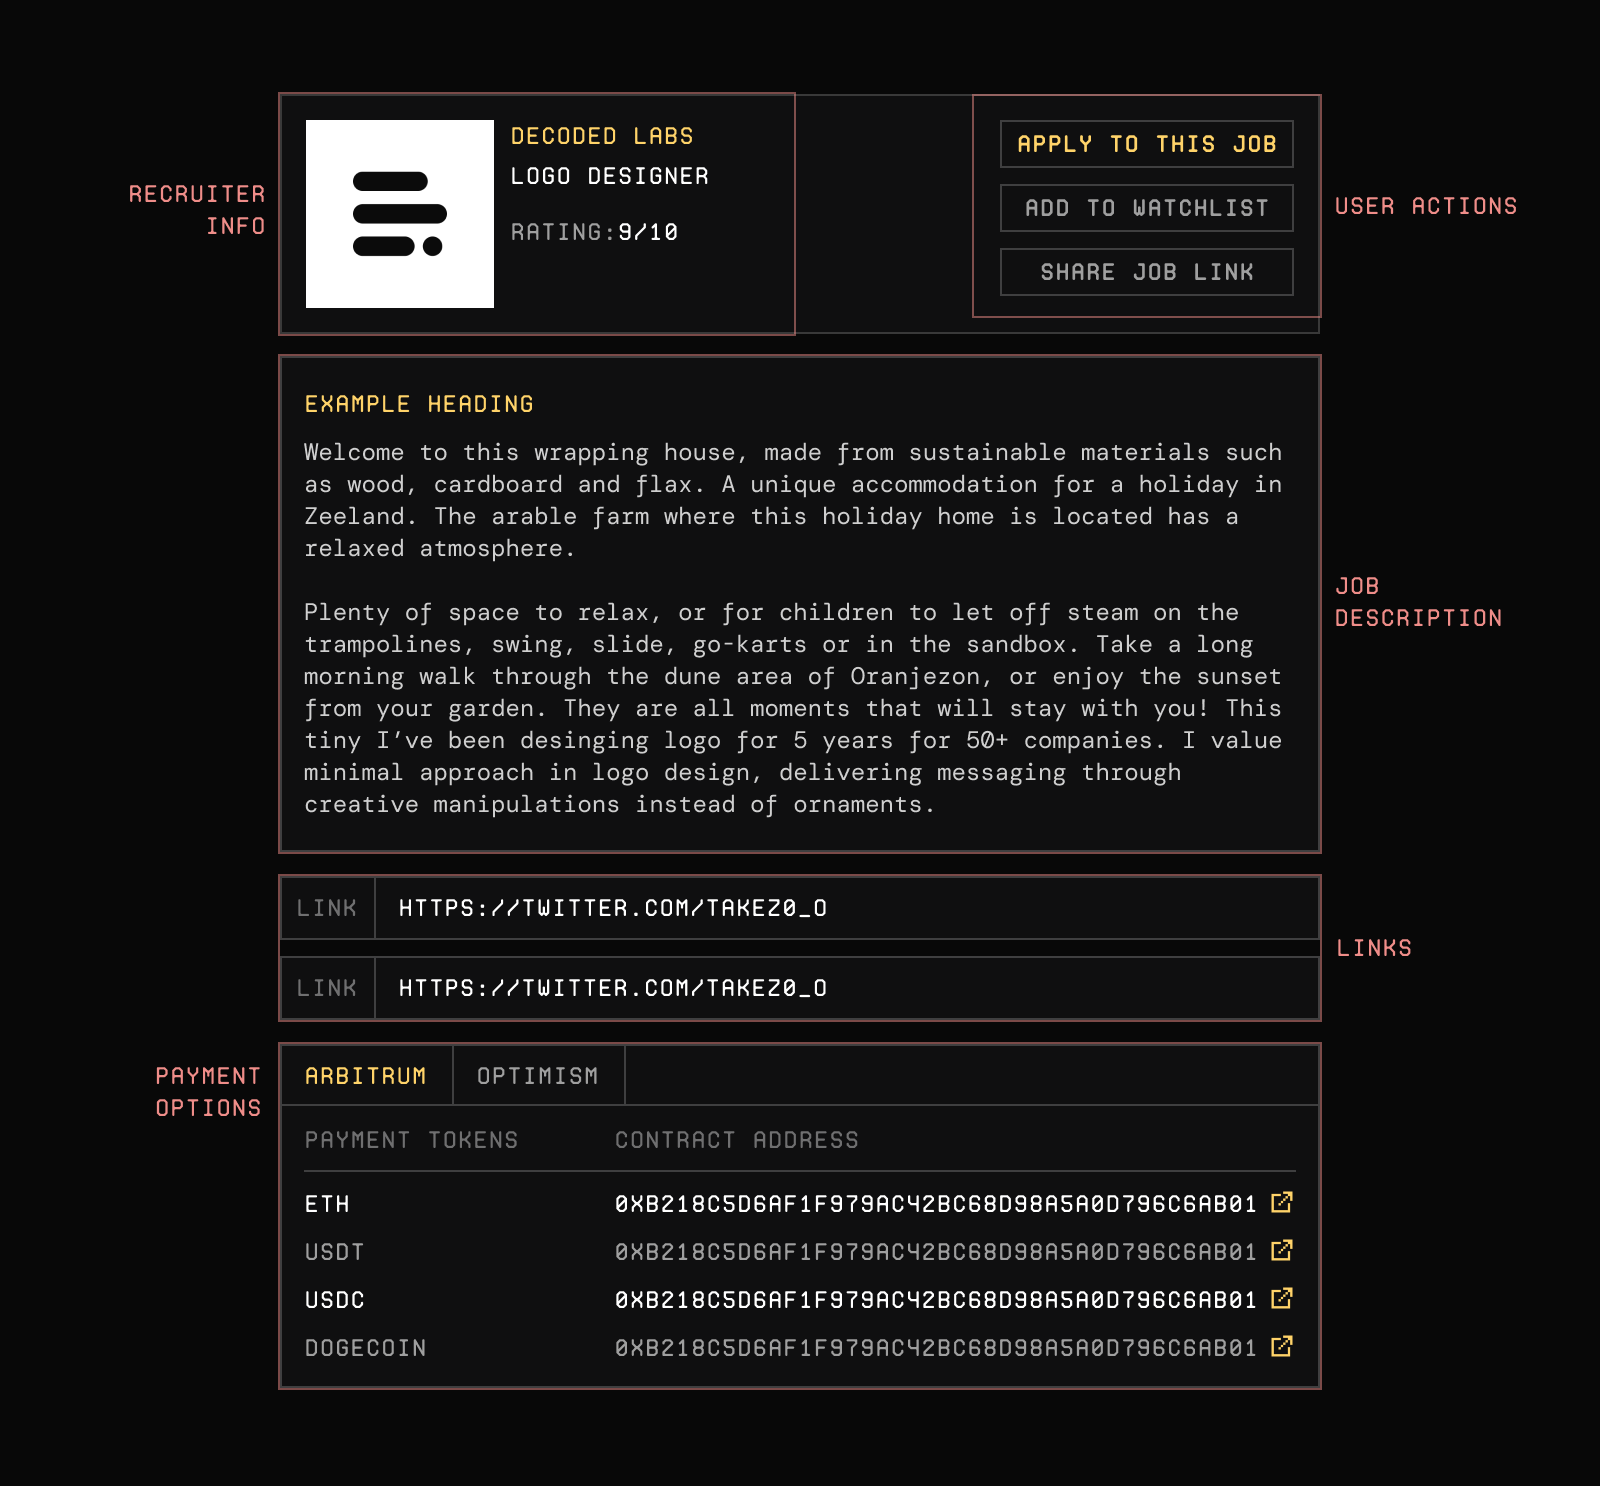 RECRUITER
INFO
DECODED LABS
LOGO DESIGNER
RATING:9/10
APPLY TO THIS JOB
ADD TO WATCHLIST
SHARE JOB LINK
USER ACTIONS
EXAMPLE HEADING
Welcome to this wrapping house, made from sustainable materials such
as wood, cardboard and flax. A unique accommodation for a holiday in
Zeeland. The arable farm where this holiday home is located has a
relaxed atmosphere.
Plenty of space to relax, or for children to let off steam on the
trampolines, swing, slide, go-karts or in the sandbox. Take a long
morning walk through the dune area of Oranjezon, or enjoy the sunset
from your garden. They are all moments that will stay with you! This
tiny I’ve been desinging logo for 5 years for 50+ companies. I value
minimal approach in logo design, delivering messaging through
creative manipulations instead of ornaments.
JOB
DESCRIPTION
LINK HTTPS://TWITTER.COM/TAKEZ0_O
LINK HTTPS://TWITTER.COM/TAKEZ0_O
LINKS
PAYMENT
OPTIONS
ARBITRUM OPTIMISM
PAYMENT TOKENS CONTRACT ADDRESS
ETH 0XB218C5D6AF1F979AC42BC68D98A5A0D796C6AB01
USDT 0XB218C5D6AF1F979AC42BC68D98A5A0D796C6AB01
USDC 0XB218C5D6AF1F979AC42BC68D98A5A0D796C6AB01
DOGECOIN 0XB218C5D6AF1F979AC42BC68D98A5A0D796C6AB01